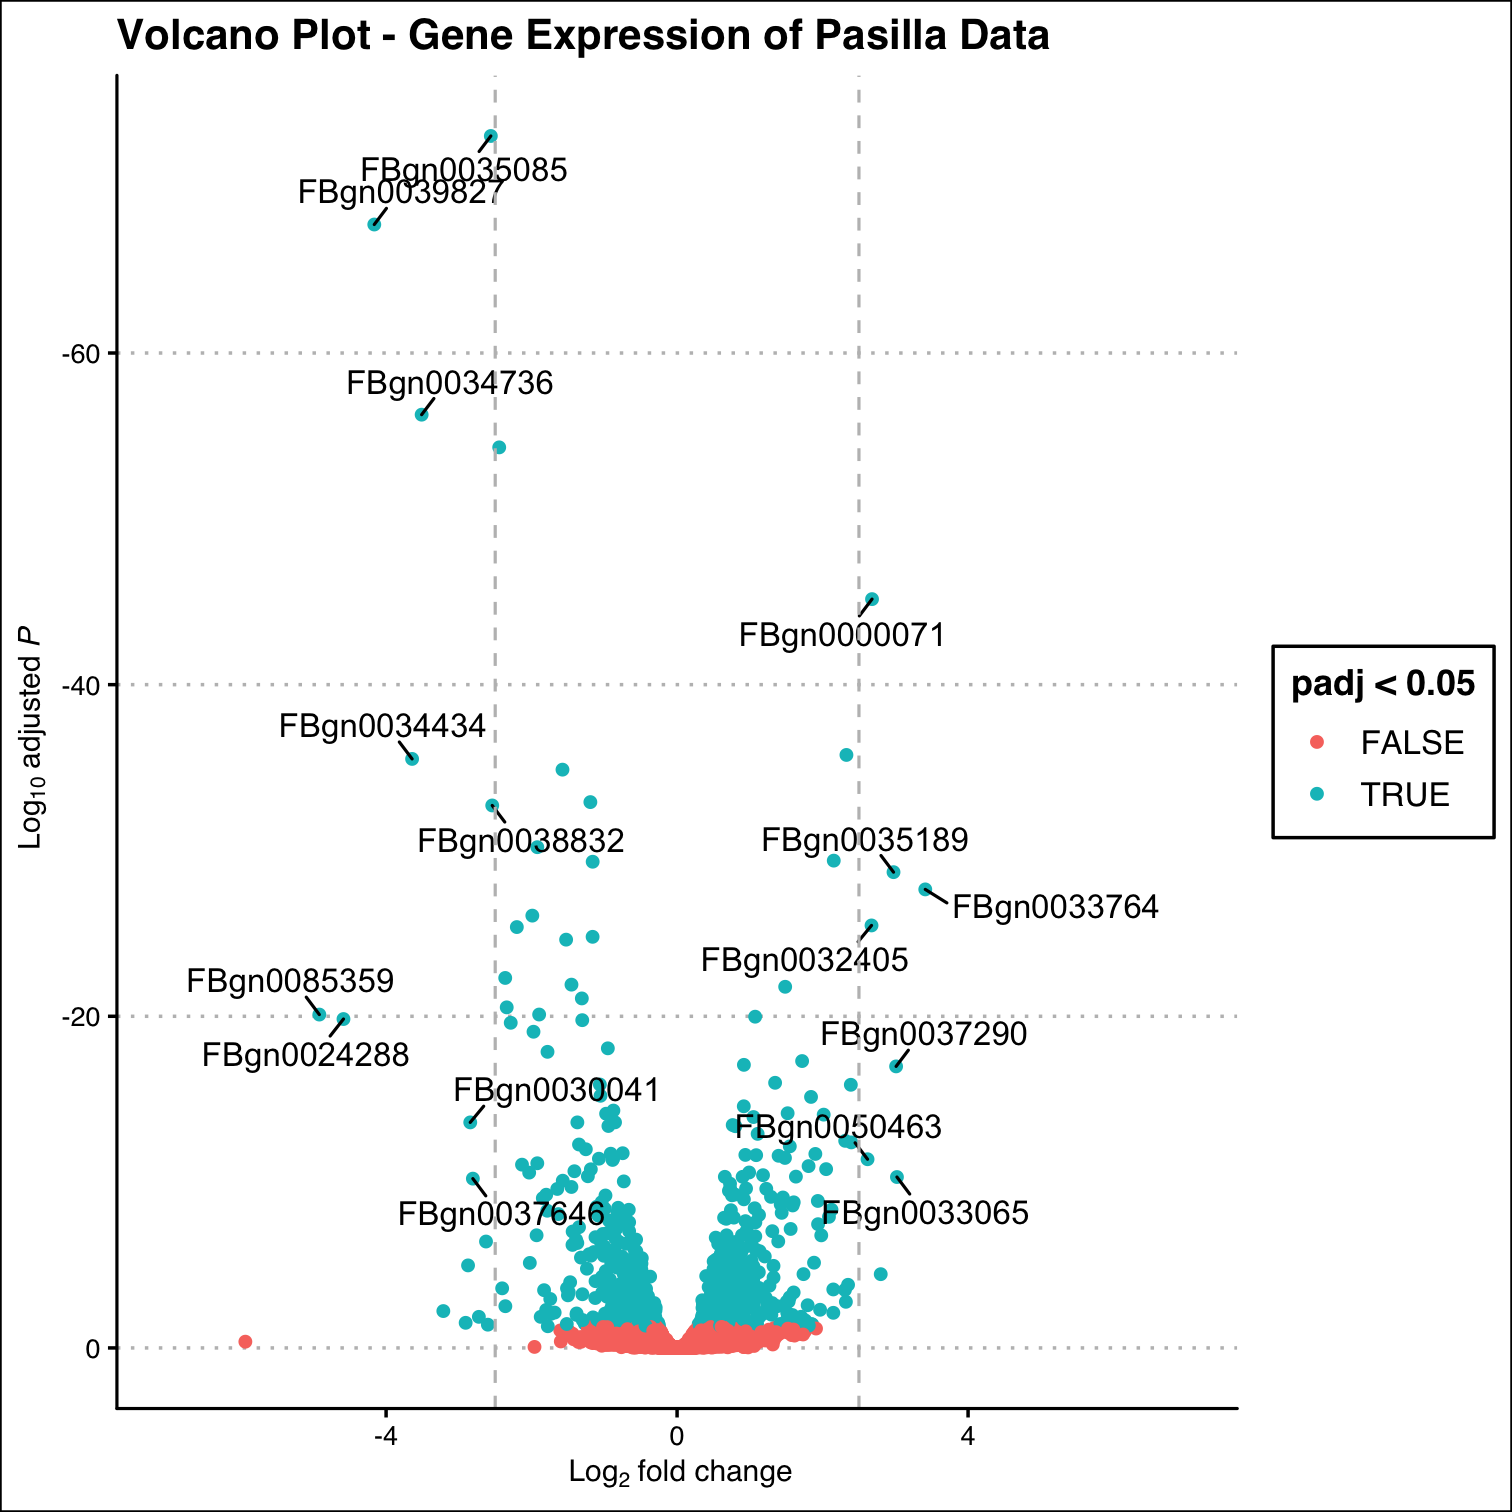 Volcano Plot - Gene Expression of Pasilla Data
FBgn0035085
FBgn0039827
-60
FBgn0034736
FBgn0000071
-40
FBgn0034434
FBgn0038832
FBgn0035189
FBgn0033764
FBgn0032405
FBgn0085359
-20
FBgn0024288
FBgn0037290
FBgn0030041
FBgn0050463
FBgn0037646
FBgn0033065
0
-4
0
4
Log2 fold change
Log10 adjusted P
padj < 0.05
FALSE
TRUE